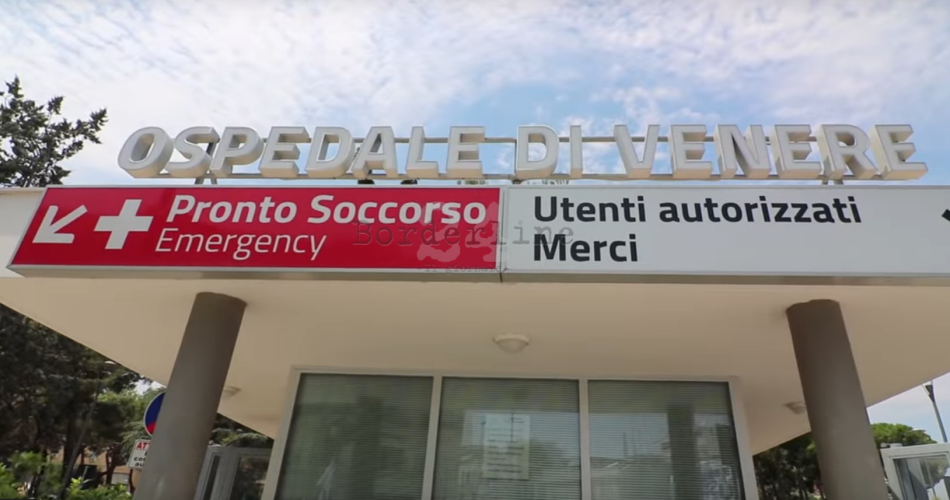 OSPEDALE DI VENERE
Pronto Soccorso
Emergency
Utenti autorizzati
Merci
Borderline